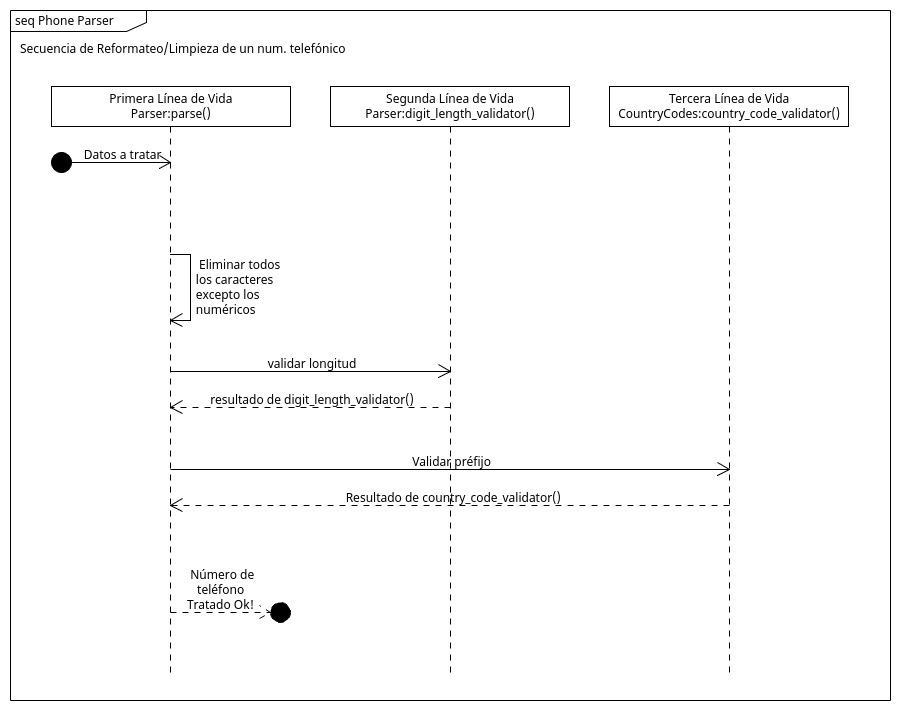 seq Phone Parser
Secuencia de Reformateo/Limpieza de un num. telefónico
Primera Línea de Vida
Parser:parse()
Segunda Línea de Vida
Parser:digit_length_validator()
Tercera Línea de Vida
CountryCodes:country_code_validator()
Datos a tratar
Eliminar todos
los caracteres
excepto los
numéricos
validar longitud
resultado de digit_length_validator()
Validar préfijo
Resultado de country_code_validator()
Número de
teléfono
Tratado Ok!